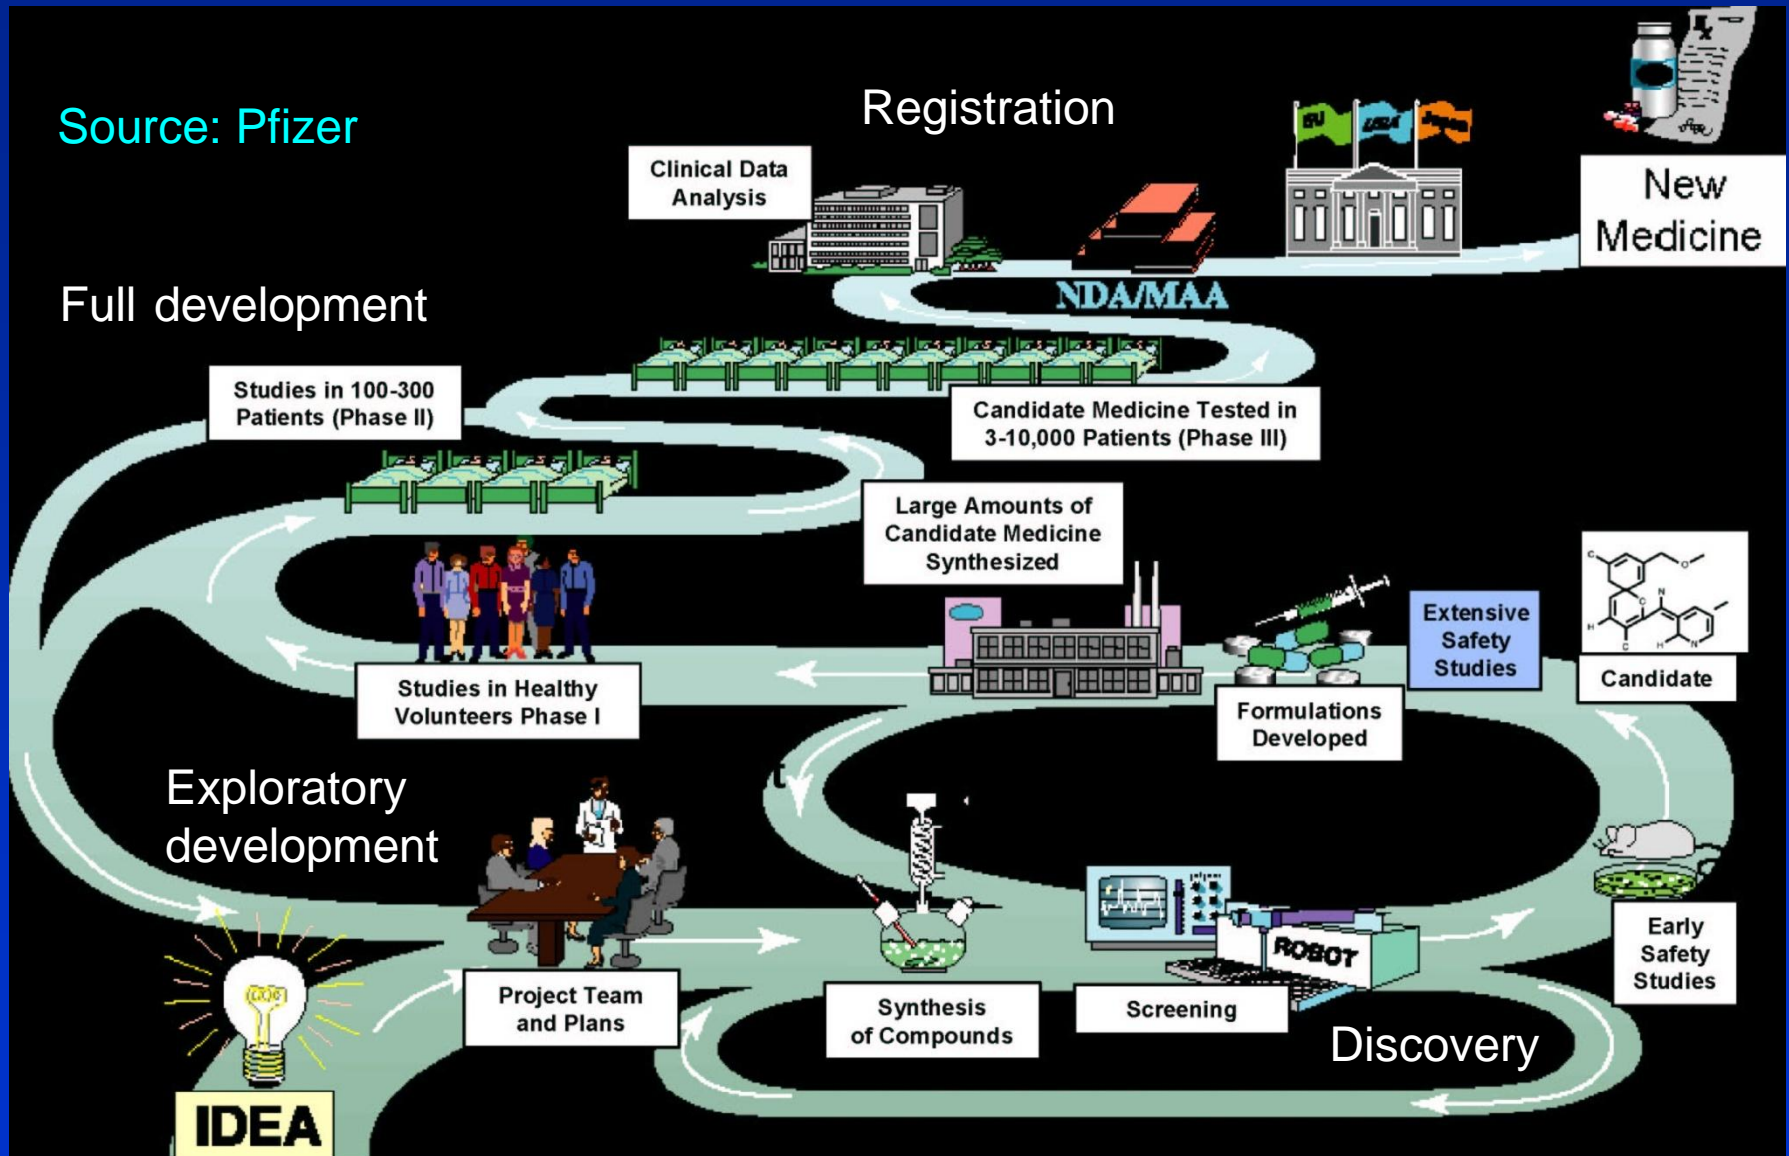 Source: Pfizer
Registration
EU
USA
Japan
New
Medicine
Clinical Data
Analysis
NDA/MAA
Full development
Studies in 100-300
Patients (Phase II)
Candidate Medicine Tested in
3-10,000 Patients (Phase III)
Large Amounts of
Candidate Medicine
Synthesized
Extensive
Safety
Studies
Candidate
Studies in Healthy
Volunteers Phase I
Formulations
Developed
Exploratory
development
Early
Safety
Studies
ROBOT
Project Team
and Plans
Synthesis
of Compounds
Screening
Discovery
IDEA